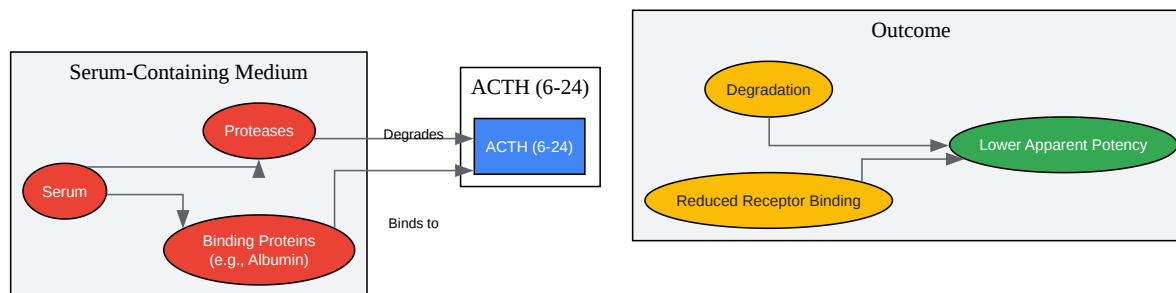 Serum-Containing Medium
Serum
Proteases
Binding Proteins
(e.g., Albumin)
Degrades
Binds to
ACTH (6-24)
ACTH (6-24)
Outcome
Degradation
Reduced Receptor Binding
Lower Apparent Potency